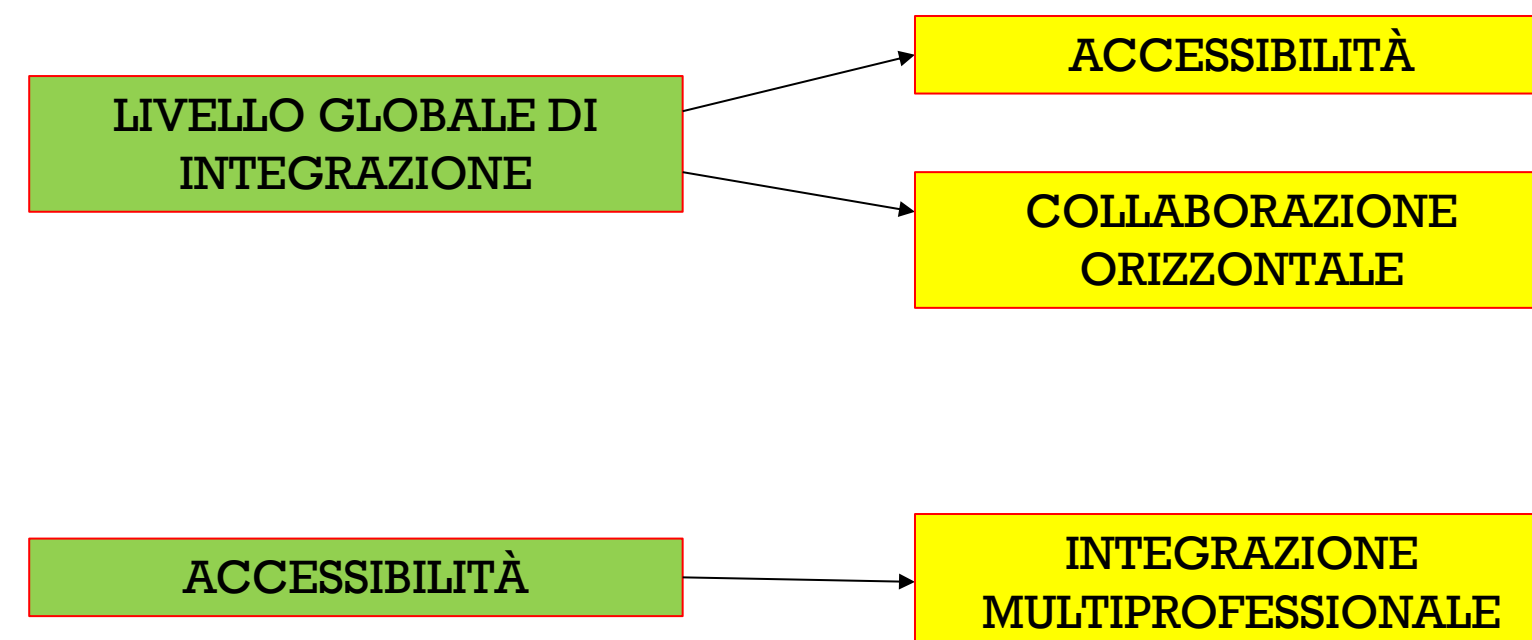 LIVELLO GLOBALE DI
INTEGRAZIONE
ACCESSIBILITÀ
COLLABORAZIONE
ORIZZONTALE
ACCESSIBILITÀ
INTEGRAZIONE
MULTIPROFESSIONALE